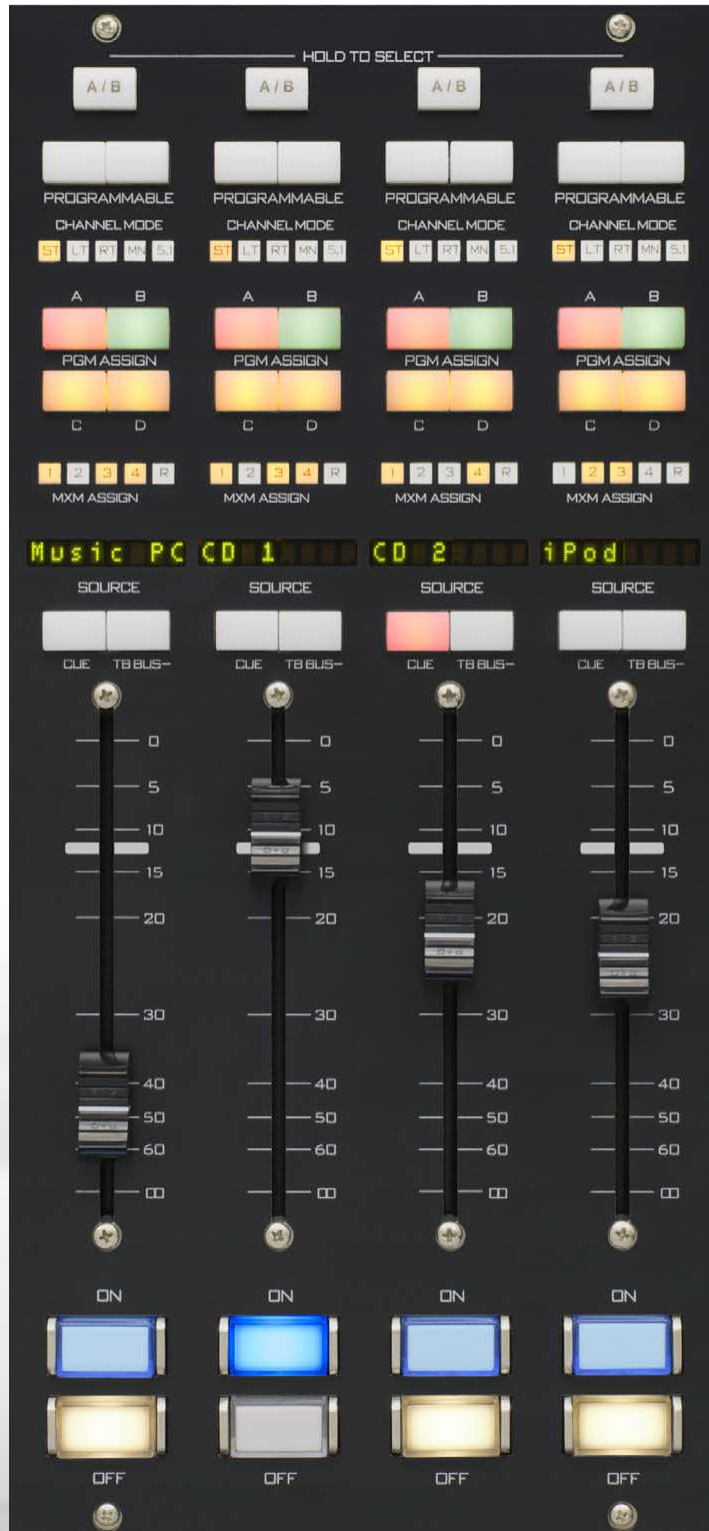 HOLD TO SELECT
A / B A / B A / B A / B
PROGRAMMABLE PROGRAMMABLE PROGRAMMABLE PROGRAMMABLE
CHANNEL MODE CHANNEL MODE CHANNEL MODE CHANNEL MODE
ST LT RT MN 5.1 ST LT RT MN 5.1 ST LT RT MN 5.1 ST LT RT MN 5.1
A B A B A B A B
PGM ASSIGN PGM ASSIGN PGM ASSIGN PGM ASSIGN
C D C D C D C D
1 2 3 4 R 1 2 3 4 R 1 2 3 4 R 1 2 3 4 R
MXM ASSIGN MXM ASSIGN MXM ASSIGN MXM ASSIGN
Music PC CD 1 CD 2 iPod
SOURCE SOURCE SOURCE SOURCE
CUE TB BUS- CUE TB BUS- CUE TB BUS- CUE TB BUS-
0 0 0 0
5 5 5 5
10 10 10 10
15 15 15 15
20 20 20 20
30 30 30 30
40 40 40 40
50 50 50 50
60 60 60 60
∞ ∞ ∞ ∞
ON ON ON ON
OFF OFF OFF OFF